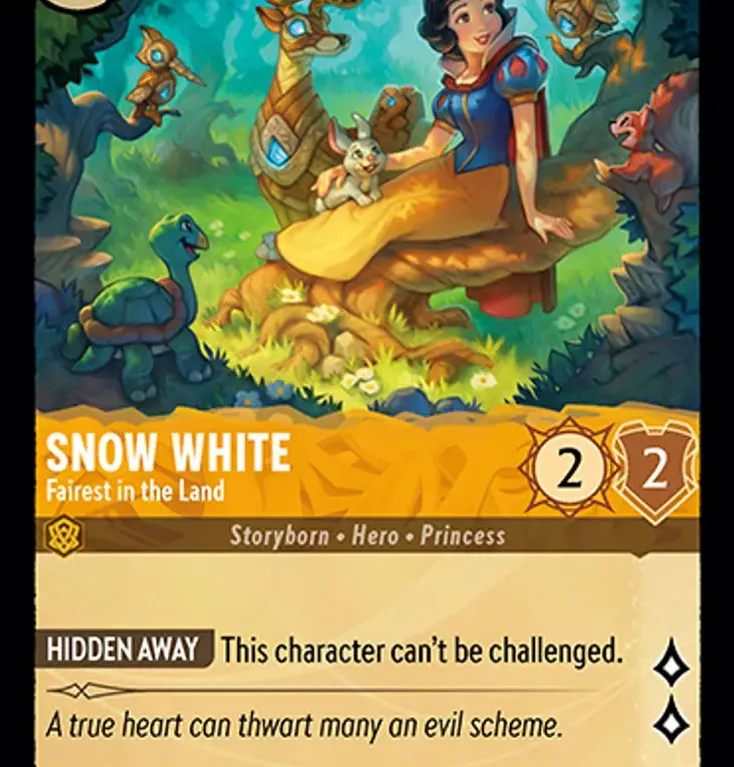 SNOW WHITE
Fairest in the Land
2
2
Storyborn • Hero • Princess
HIDDEN AWAY This character can't be challenged.
A true heart can thwart many an evil scheme.